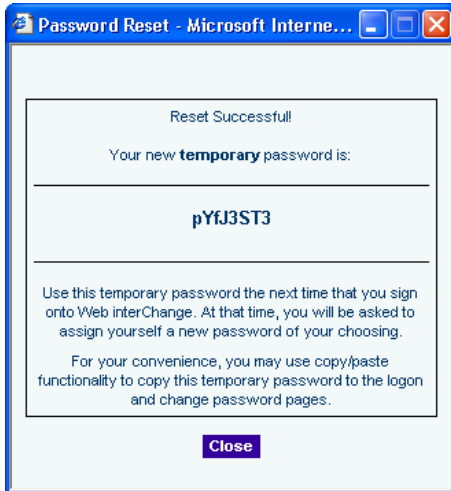 Password Reset - Microsoft Interne...
Reset Successful!
Your new temporary password is:
pYfJ3ST3
Use this temporary password the next time that you sign
onto Web interChange. At that time, you will be asked to
assign yourself a new password of your choosing.
For your convenience, you may use copy/paste
functionality to copy this temporary password to the logon
and change password pages.
Close